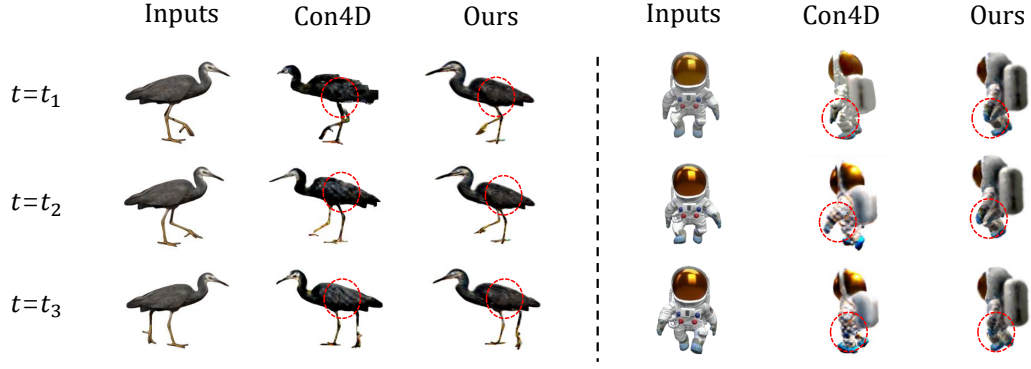 Inputs Con4D Ours Inputs Con4D Ours
t=t₁
t=t₂
t=t₃